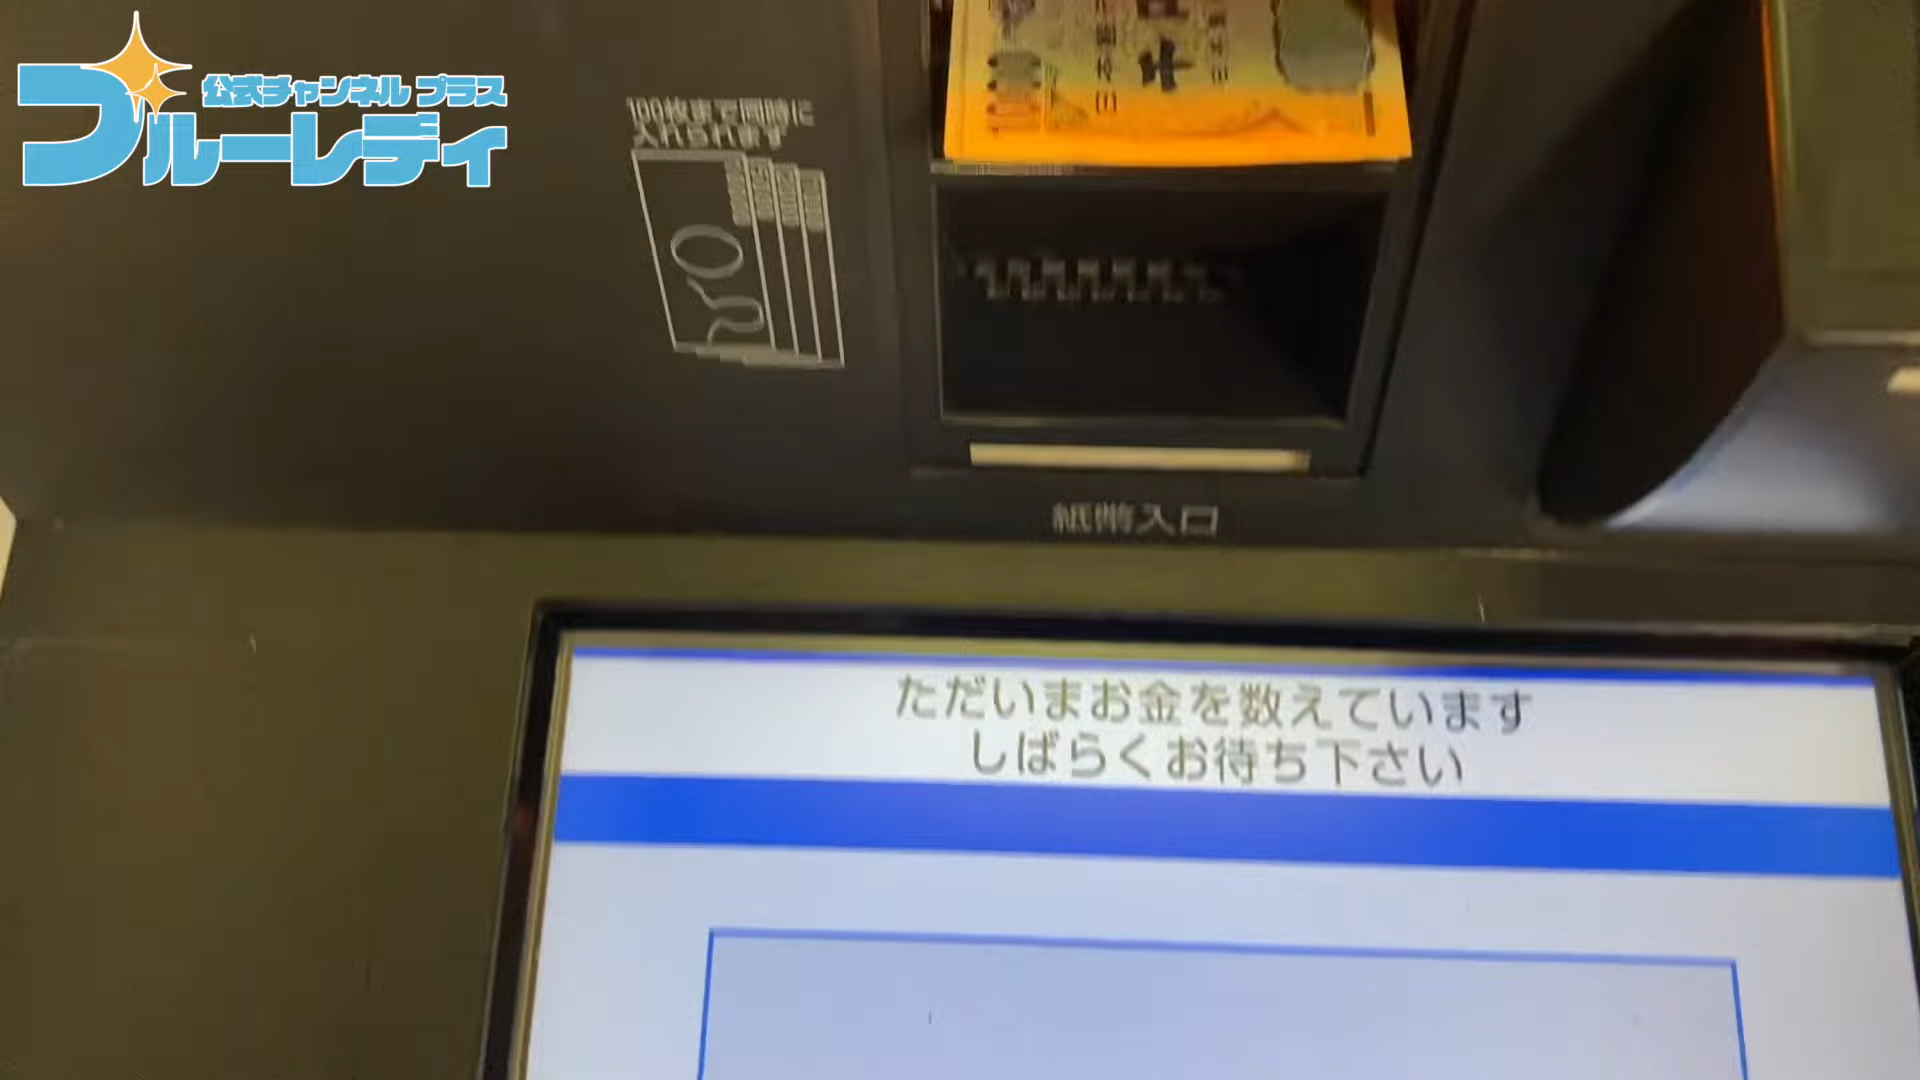 公式チャンネル プラス
ブルーレディ
100枚まで同時に
入れられます
紙幣入口
ただいまお金を数えています
しばらくお待ち下さい